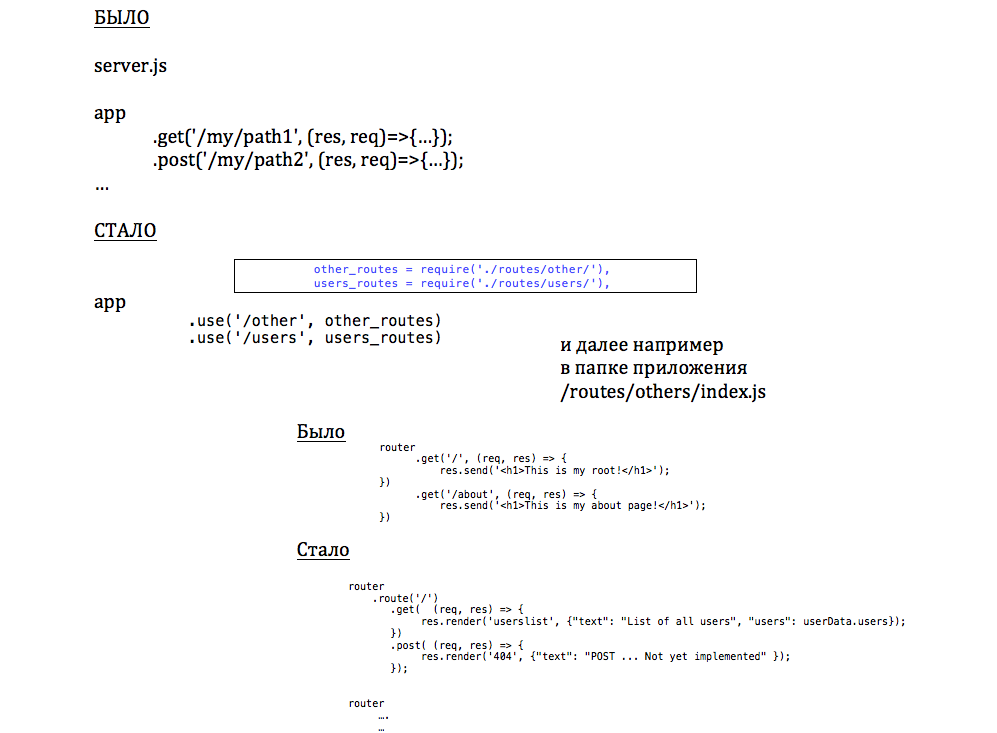 БЫЛО
server.js
app
.get('/my/path1', (res, req)=>{...});
.post('/my/path2', (res, req)=>{...});
...
СТАЛО
other_routes = require('./routes/other/'),
users_routes = require('./routes/users/'),
app
.use('/other', other_routes)
.use('/users', users_routes)
и далее например
в папке приложения
/routes/others/index.js
Было
router
.get('/', (req, res) => {
res.send('<h1>This is my root!</h1>');
})
.get('/about', (req, res) => {
res.send('<h1>This is my about page!</h1>');
})
Стало
router
.route('/')
.get(  (req, res) => {
res.render('userslist', {"text": "List of all users", "users": userData.users});
})
.post( (req, res) => {
res.render('404', {"text": "POST ... Not yet implemented" });
});
router
….
…